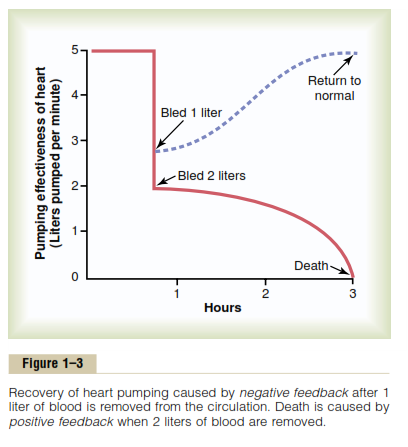 Pumping effectiveness of heart
(Liters pumped per minute)
5
4
3
2
1
0
Return to
normal
Bled 1 liter
Bled 2 liters
Death
1
2
3
Hours
Figure 1–3
Recovery of heart pumping caused by negative feedback after 1
liter of blood is removed from the circulation. Death is caused by
positive feedback when 2 liters of blood are removed.